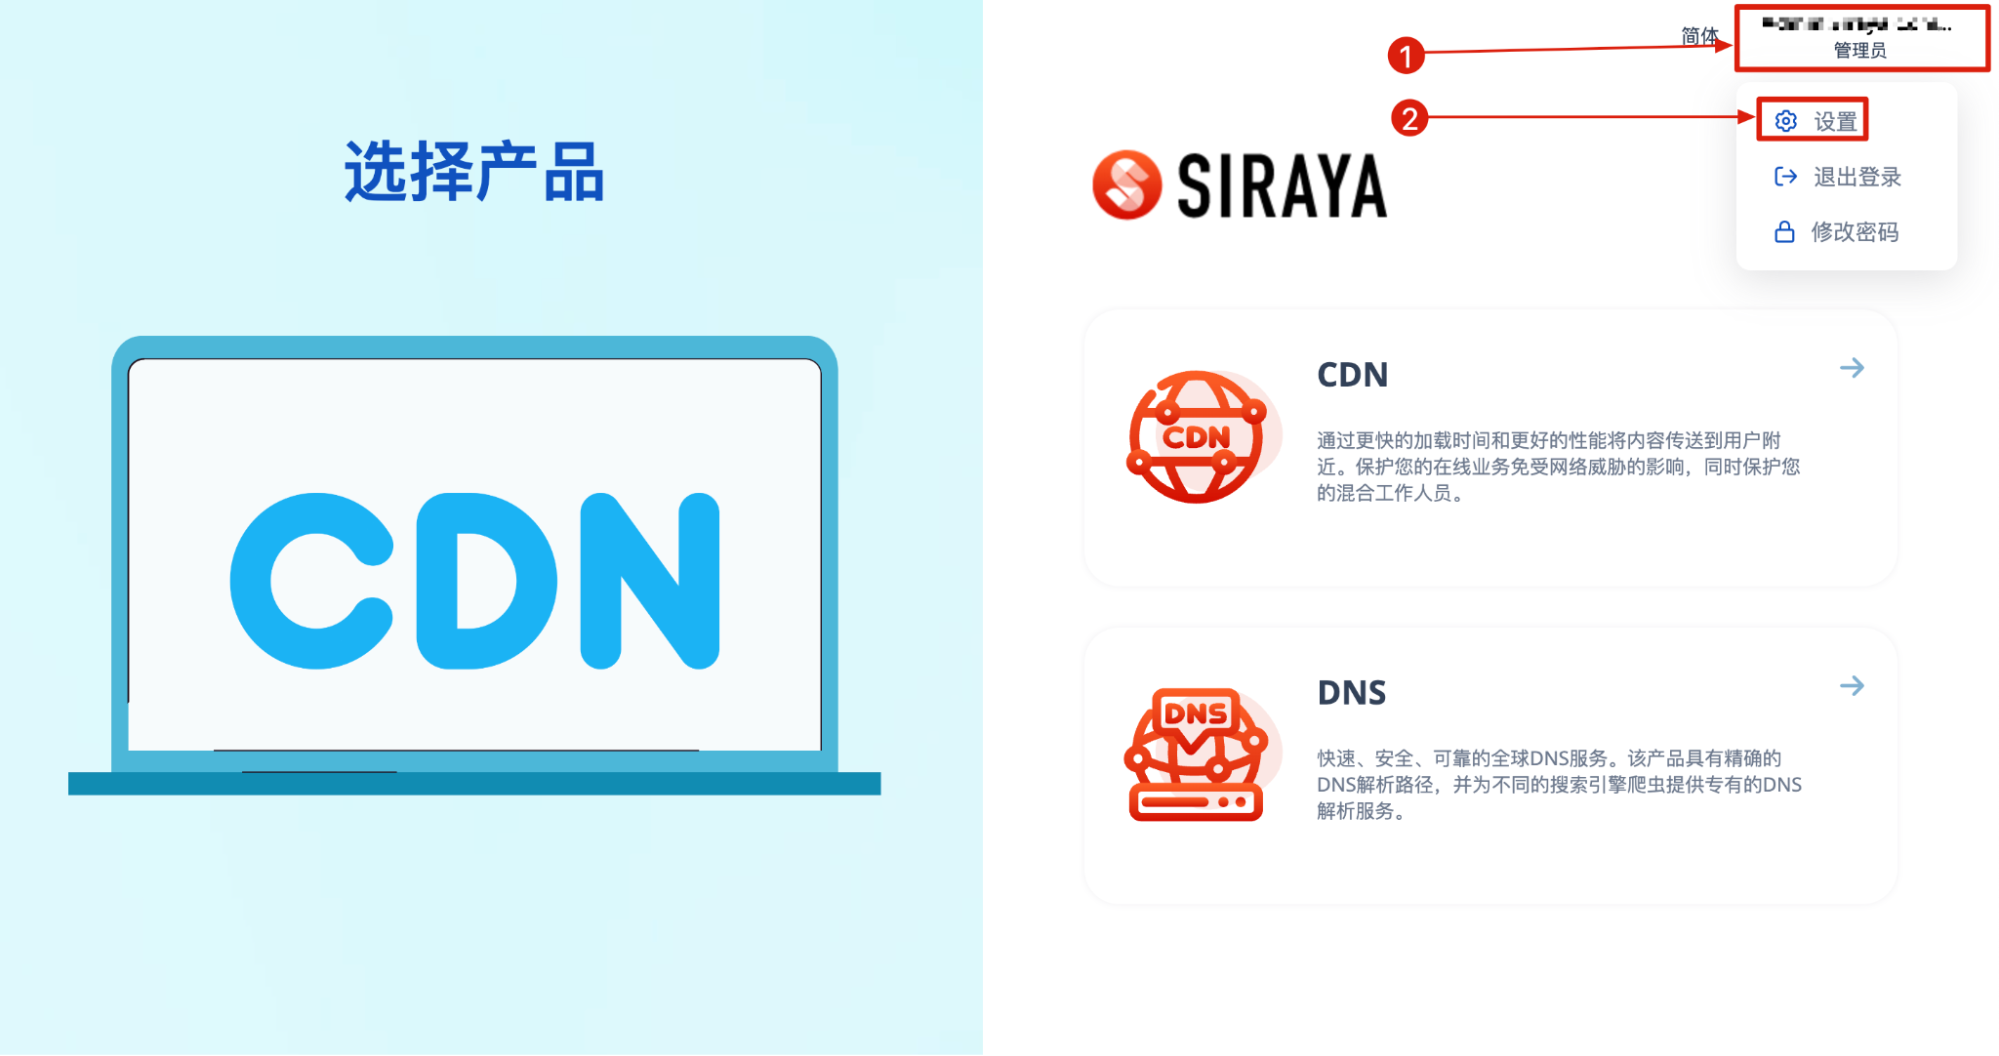 选择产品
CDN
简体
管理员
1
2
设置
退出登录
修改密码
SIRAYA
CDN
CDN
通过更快的加载时间和更好的性能将内容传送到用户附
近。保护您的在线业务免受网络威胁的影响，同时保护您
的混合工作人员。
DNS
DNS
快速、安全、可靠的全球DNS服务。该产品具有精确的
DNS解析路径，并为不同的搜索引擎爬虫提供专有的DNS
解析服务。